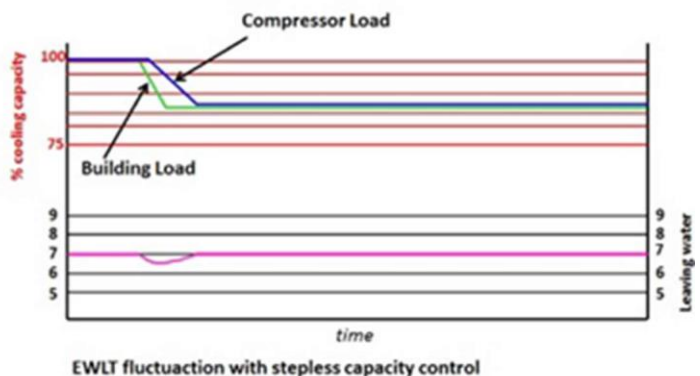 Compressor Load
100
% cooling capacity
75
Building Load
9
8
7
6
5
9
8
7
6
5
Leaving water
time
EWLT fluctuaction with stepless capacity control